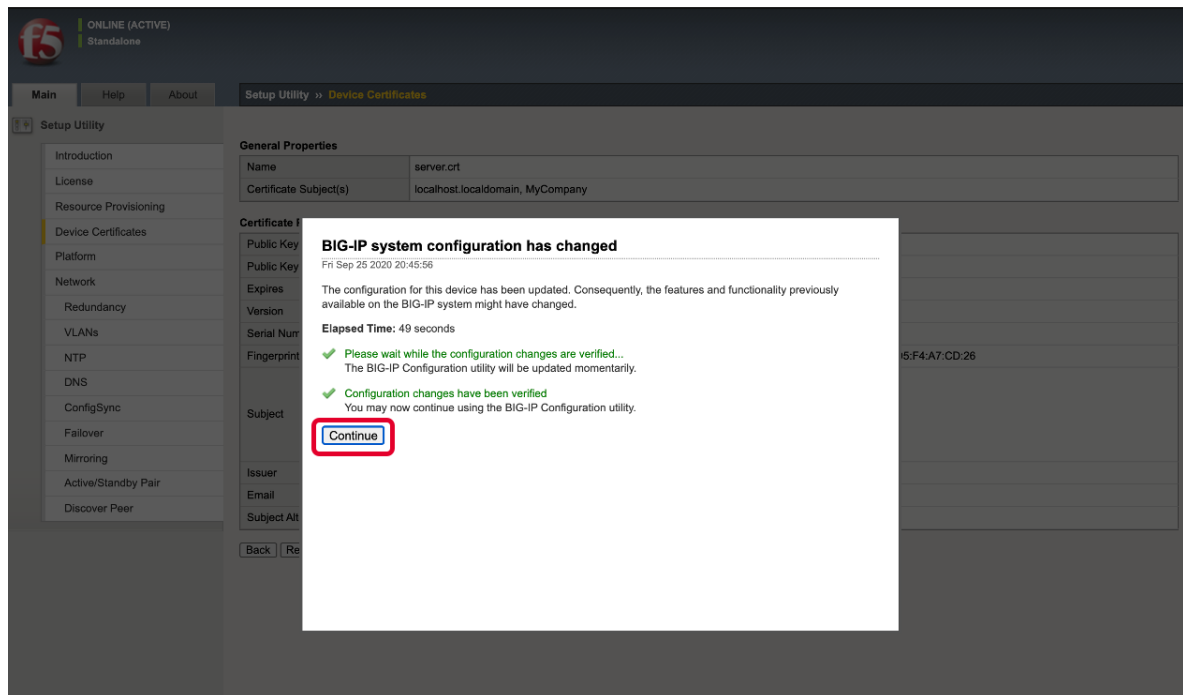 f5
ONLINE (ACTIVE)
Standalone
Main Help About
Setup Utility ›› Device Certificates
Setup Utility
Introduction
License
Resource Provisioning
Device Certificates
Platform
Network
Redundancy
VLANs
NTP
DNS
ConfigSync
Failover
Mirroring
Active/Standby Pair
Discover Peer
General Properties
Name server.crt
Certificate Subject(s) localhost.localdomain, MyCompany
Certificate
Public Key
Public Key
Expires
Version
Serial
Fingerprint 5:F4:A7:CD:26
Subject
Issuer
Email
Subject Alt
Back Re
BIG-IP system configuration has changed
Fri Sep 25 2020 20:45:56
The configuration for this device has been updated. Consequently, the features and functionality previously
available on the BIG-IP system might have changed.
Elapsed Time: 49 seconds
Please wait while the configuration changes are verified...
The BIG-IP Configuration utility will be updated momentarily.
Configuration changes have been verified
You may now continue using the BIG-IP Configuration utility.
Continue